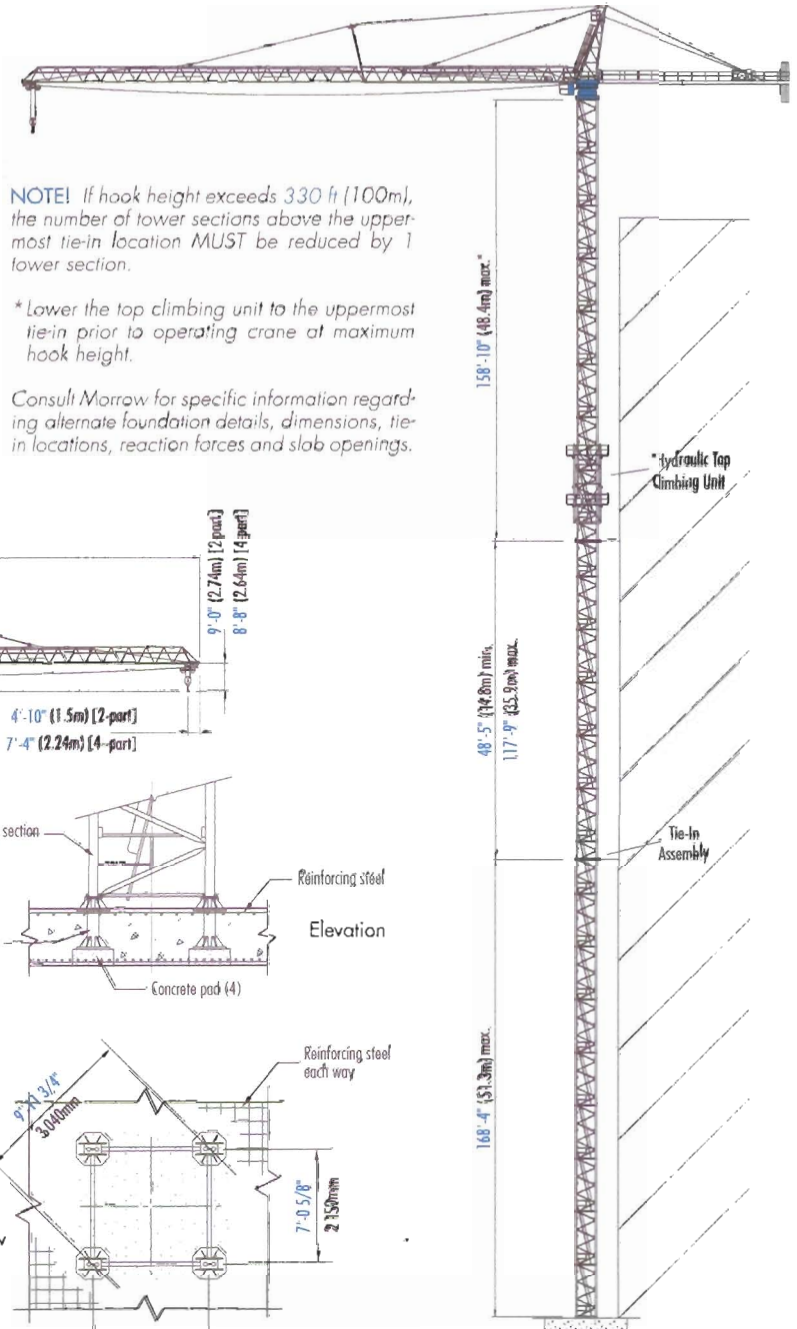 NOTE! If hook height exceeds 330 ft (100m),
the number of tower sections above the upper-
most tie-in location MUST be reduced by 1
tower section.
* Lower the top climbing unit to the uppermost
tie-in prior to operating crane at maximum
hook height.
Consult Morrow for specific information regard-
ing alternate foundation details, dimensions, tie-
in locations, reaction forces and slab openings.
158'-10" (48.4m) max.*
*Hydraulic Top
Climbing Unit
9'-0" (2.74m) [2-part]
8'-8" (2.64m) [4-part]
4'-10" (1.5m) [2-part]
7'-4" (2.24m) [4-part]
48'-5" (14.8m) min.
117'-9" (35.9m) max.
Tie-In
Assembly
section
Reinforcing steel
Elevation
Concrete pad (4)
168'-4" (51.3m) max.
Reinforcing steel
each way
3.040mm
7'-0 5/8"
2.150mm